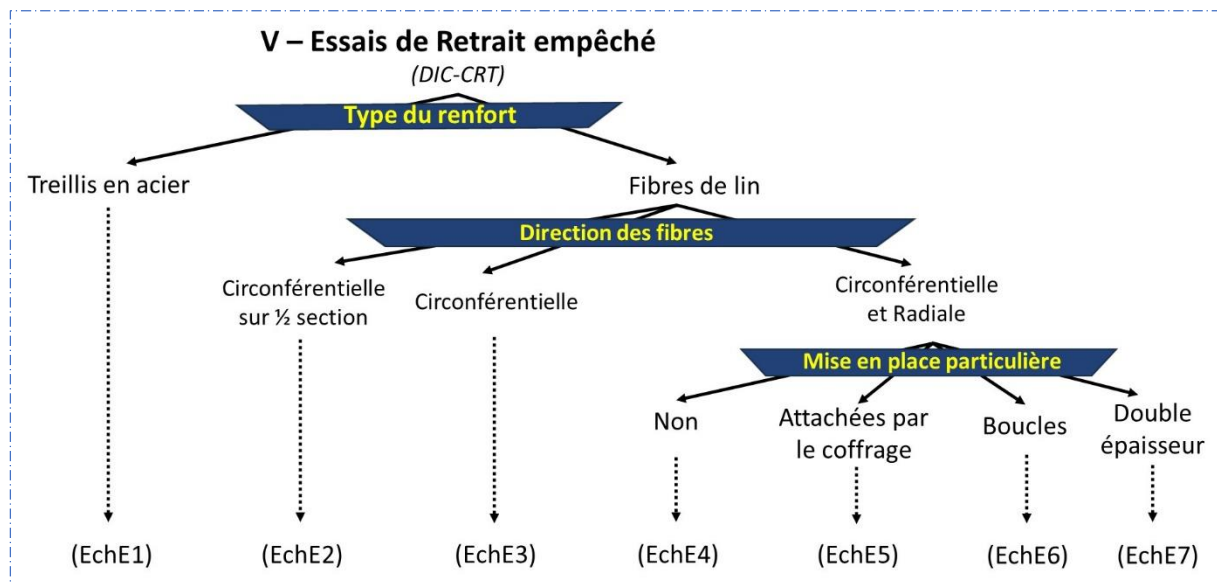 V – Essais de Retrait empêché
(DIC-CRT)
Type du renfort
Treillis en acier
Fibres de lin
Direction des fibres
Circonférentielle
sur ½ section
Circonférentielle
Circonférentielle
et Radiale
Mise en place particulière
Non
Attachées par
le coffrage
Boucles
Double
épaisseur
(EchE1)
(EchE2)
(EchE3)
(EchE4)
(EchE5)
(EchE6)
(EchE7)